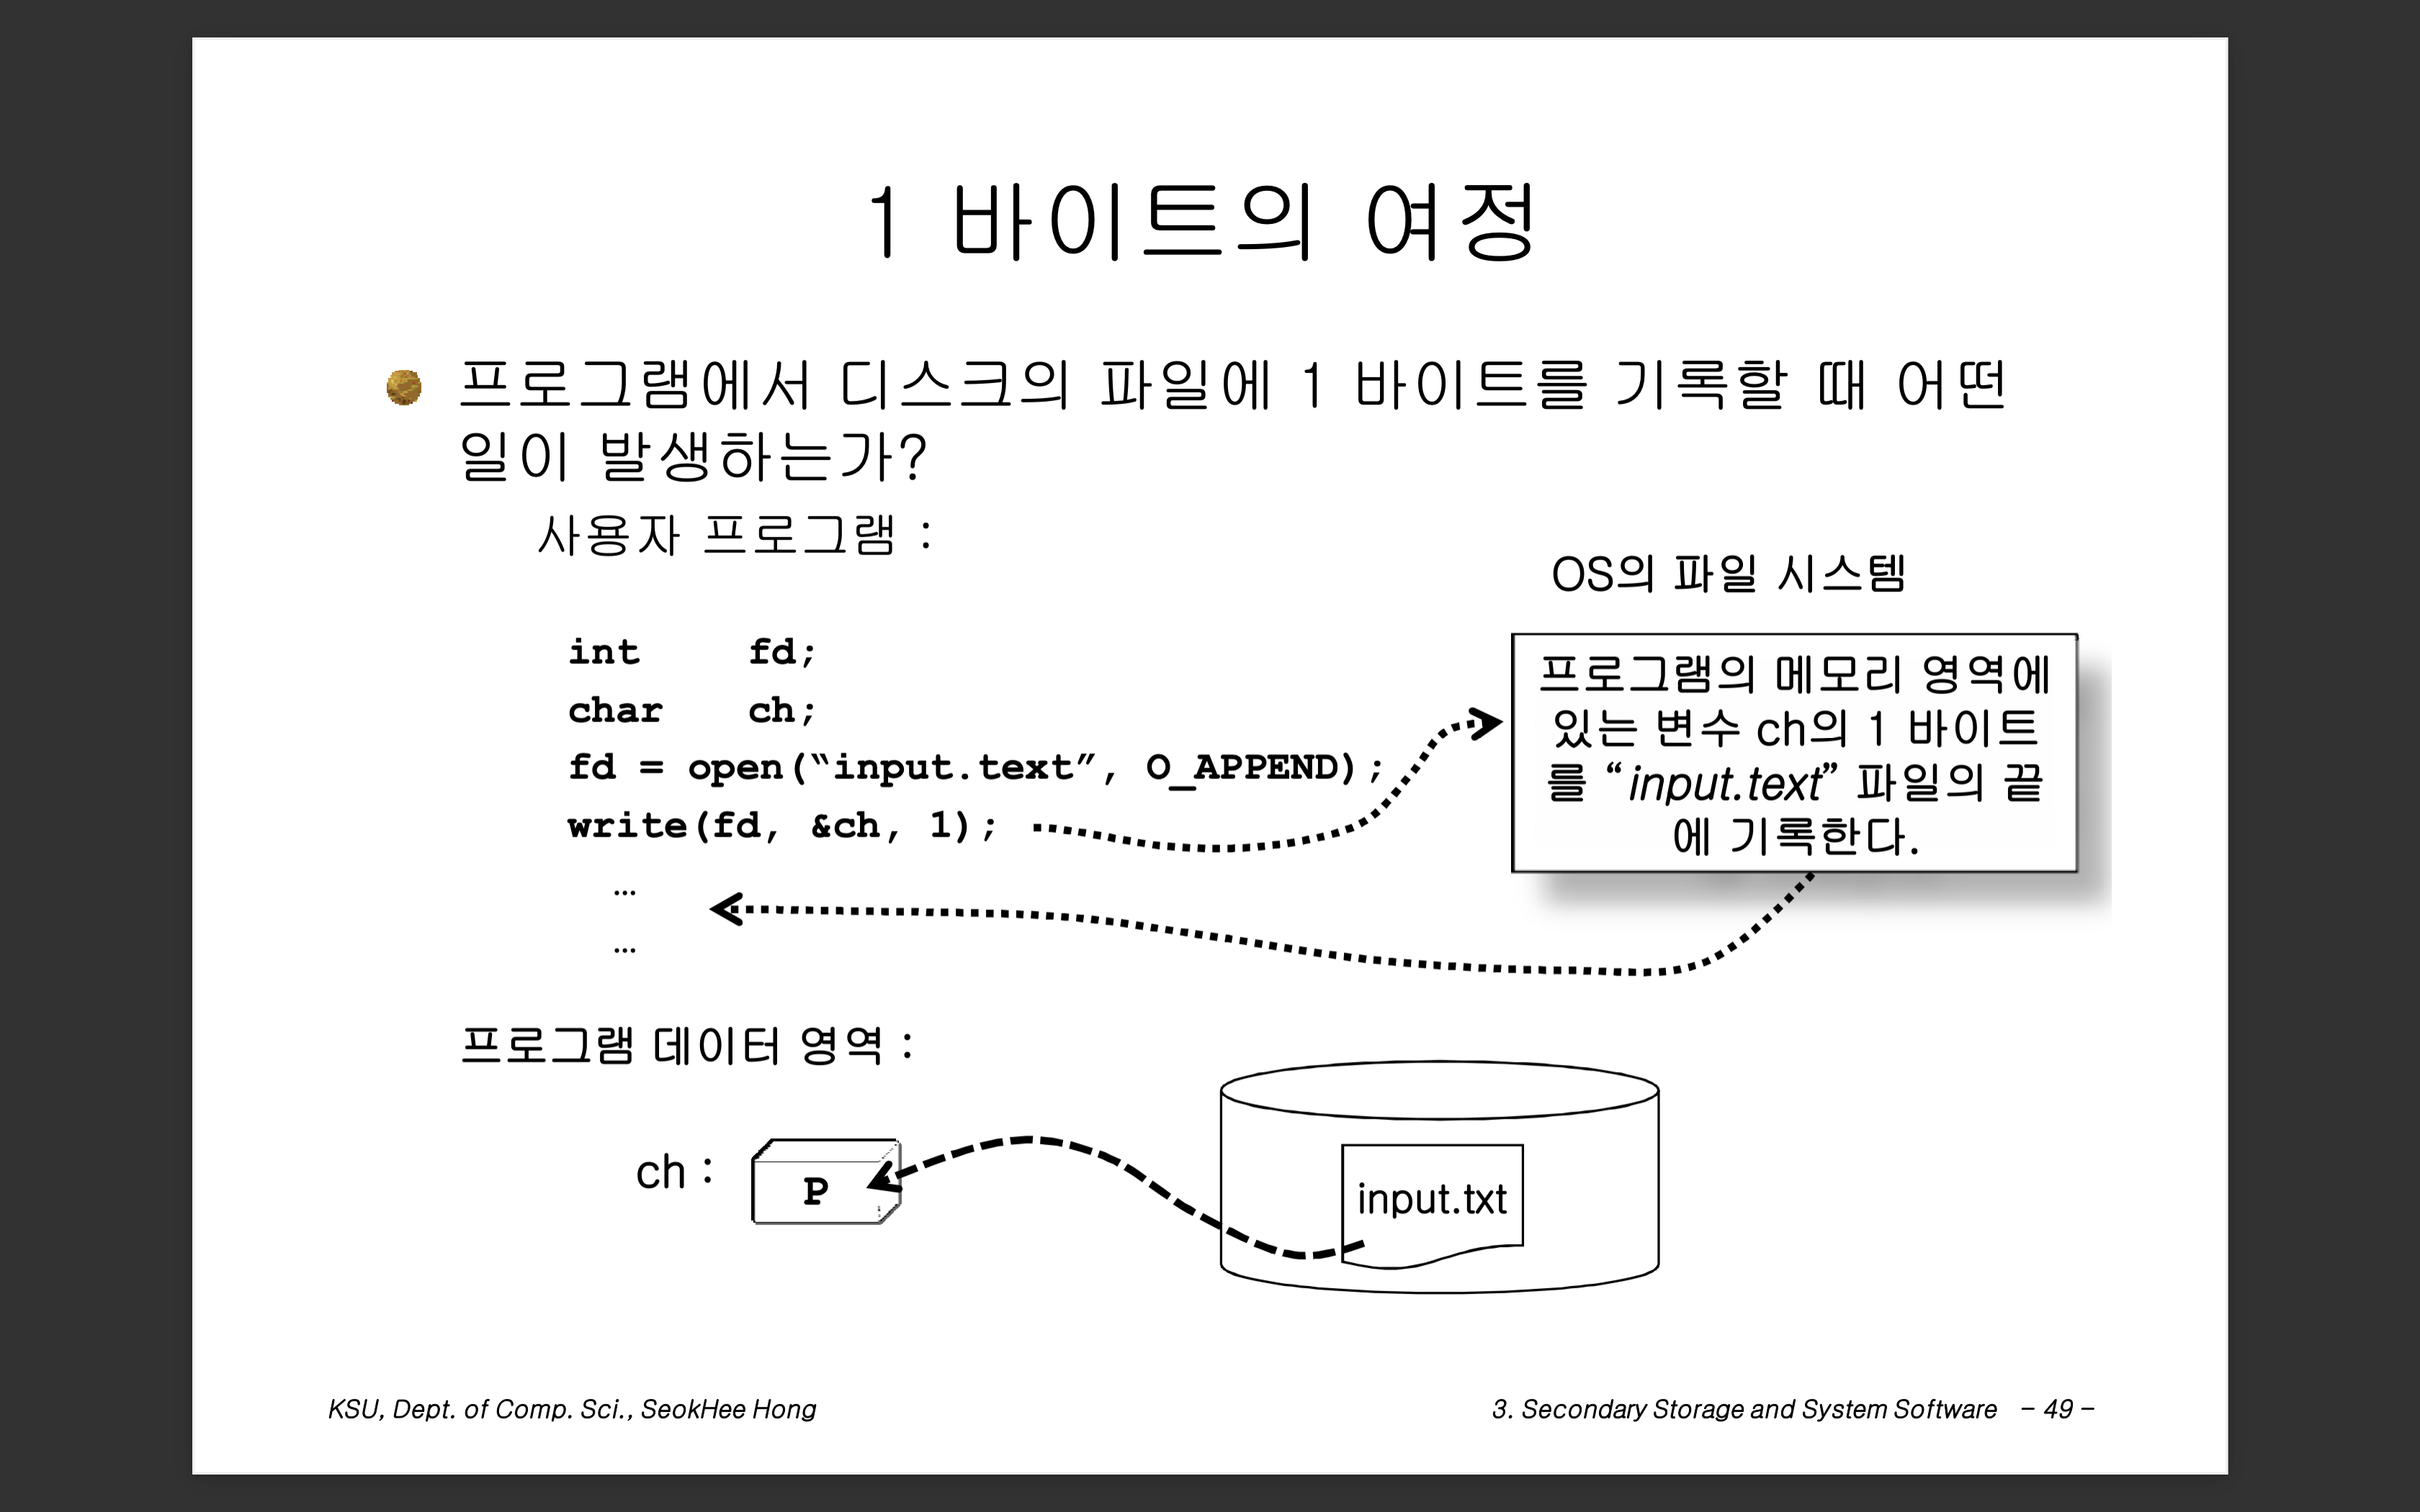 1 바이트의 여정
프로그램에서 디스크의 파일에 1 바이트를 기록할 때 어떤
일이 발생하는가?
사용자 프로그램 :
int fd;
char ch;
fd = open(“input.text”, O_APPEND);
write(fd, &ch, 1);
...
...
OS의 파일 시스템
프로그램의 메모리 영역에
있는 변수 ch의 1 바이트
를 “input.text” 파일의 끝
에 기록한다.
프로그램 데이터 영역 :
ch :
P
input.txt
KSU, Dept. of Comp. Sci., SeokHee Hong
3. Secondary Storage and System Software – 49 –